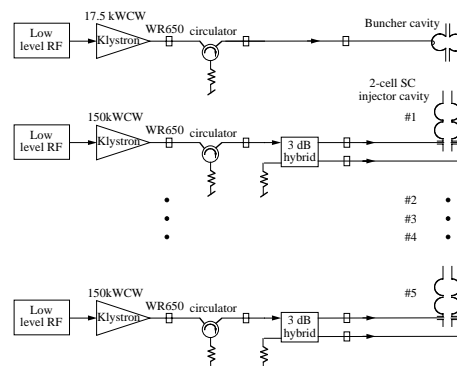 17.5 kWCW
Low
level RF
Klystron
WR650
circulator
Buncher cavity
2-cell SC
injector cavity
#1
150kWCW
Low
level RF
Klystron
WR650
circulator
3 dB
hybrid
#2
#3
#4
#5
150kWCW
Low
level RF
Klystron
WR650
circulator
3 dB
hybrid